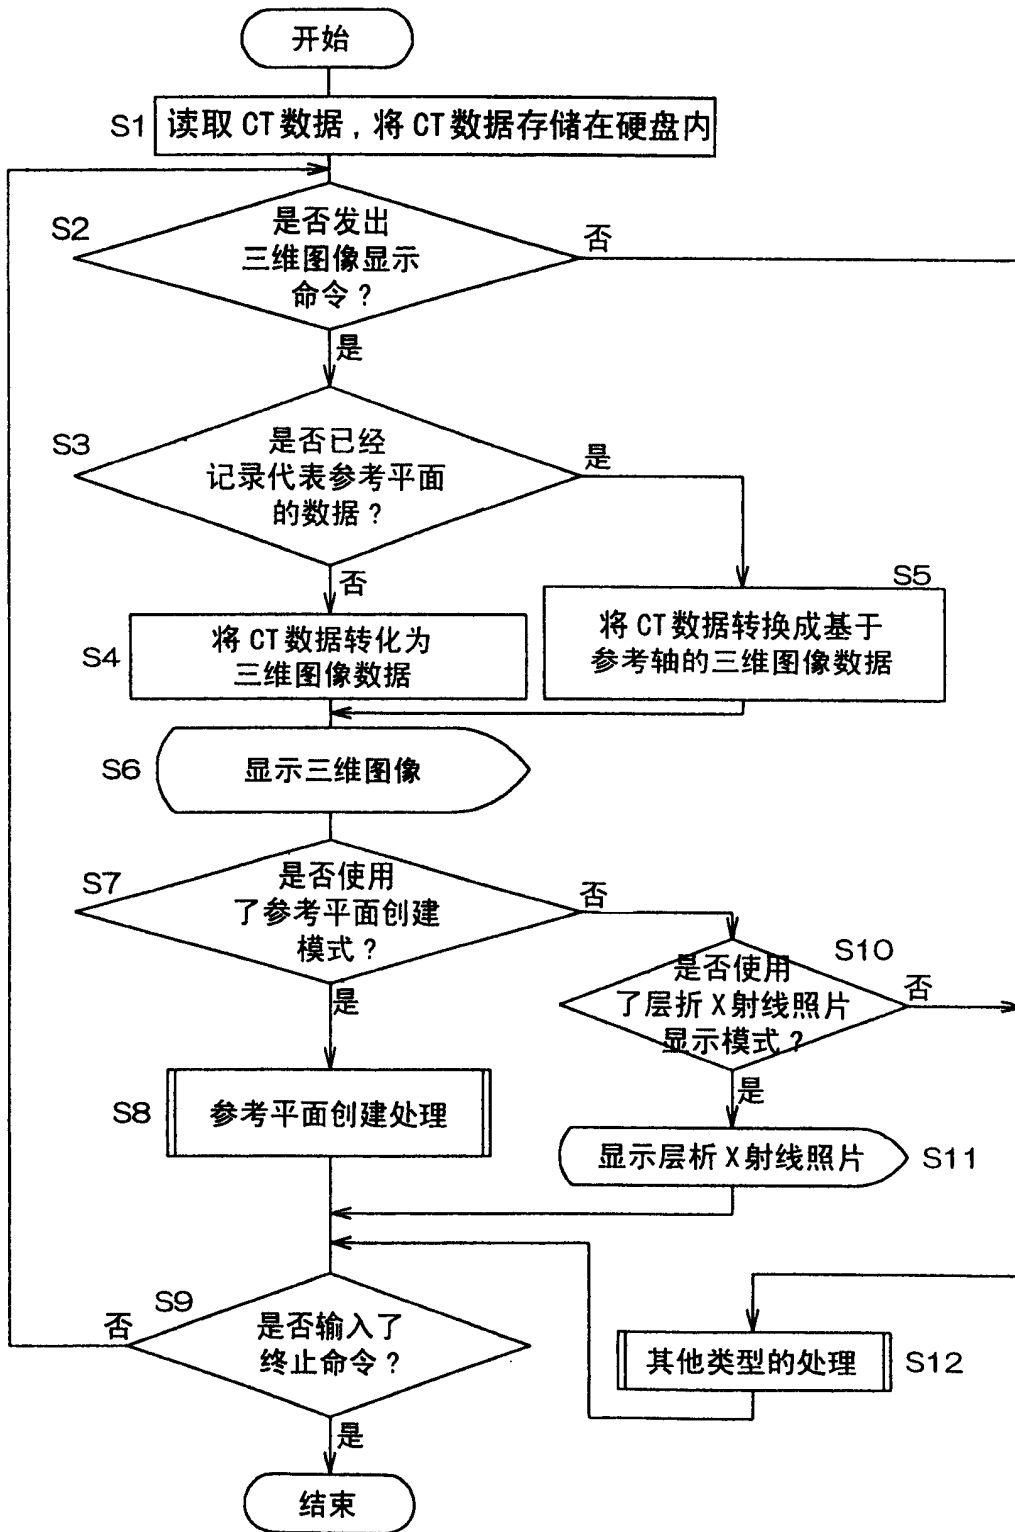 开始
S1
读取 CT 数据，将 CT 数据存储在硬盘内
S2
是否发出
三维图像显示
命令？
否
是
S3
是否已经
记录代表参考平面
的数据？
是
否
S4
将 CT 数据转化为
三维图像数据
S5
将 CT 数据转换成基于
参考轴的三维图像数据
S6
显示三维图像
S7
是否使用
了参考平面创建
模式？
否
是
S10
是否使用
了层折 X 射线照片
显示模式？
否
是
S8
参考平面创建处理
显示层析 X 射线照片
S11
S9
否
是否输入了
终止命令？
其他类型的处理
S12
是
结束